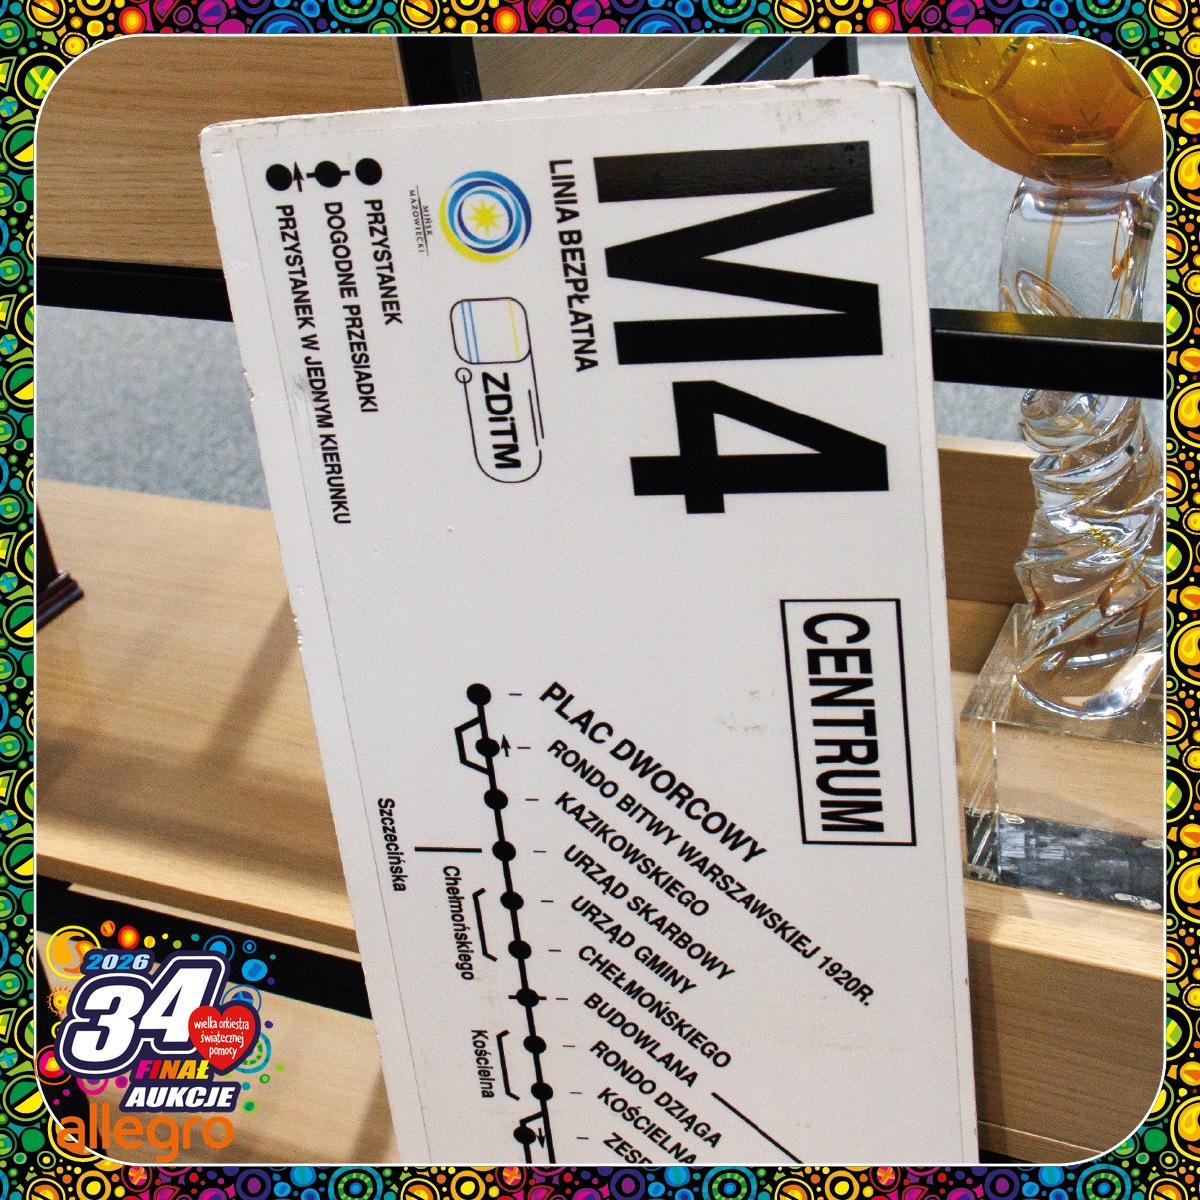 M4
LINIA BEZPŁATNA
MIŃSK
MAZOWIECKI
ZDiTM
PRZYSTANEK
DOGODNE PRZESIADKI
PRZYSTANEK W JEDNYM KIERUNKU
CENTRUM
PLAC DWORCOWY
RONDO BITWY WARSZAWSKIEJ 1920R.
KAZIKOWSKIEGO
URZĄD SKARBOWY
URZĄD GMINY
CHEŁMOŃSKIEGO
BUDOWLANA
RONDO DZIĄGA
KOŚCIELNA
Szczecińska
Chełmońskiego
Kościelna
2026
34
wielka orkiestra
świątecznej
pomocy
FINAŁ
AUKCJE
allegro